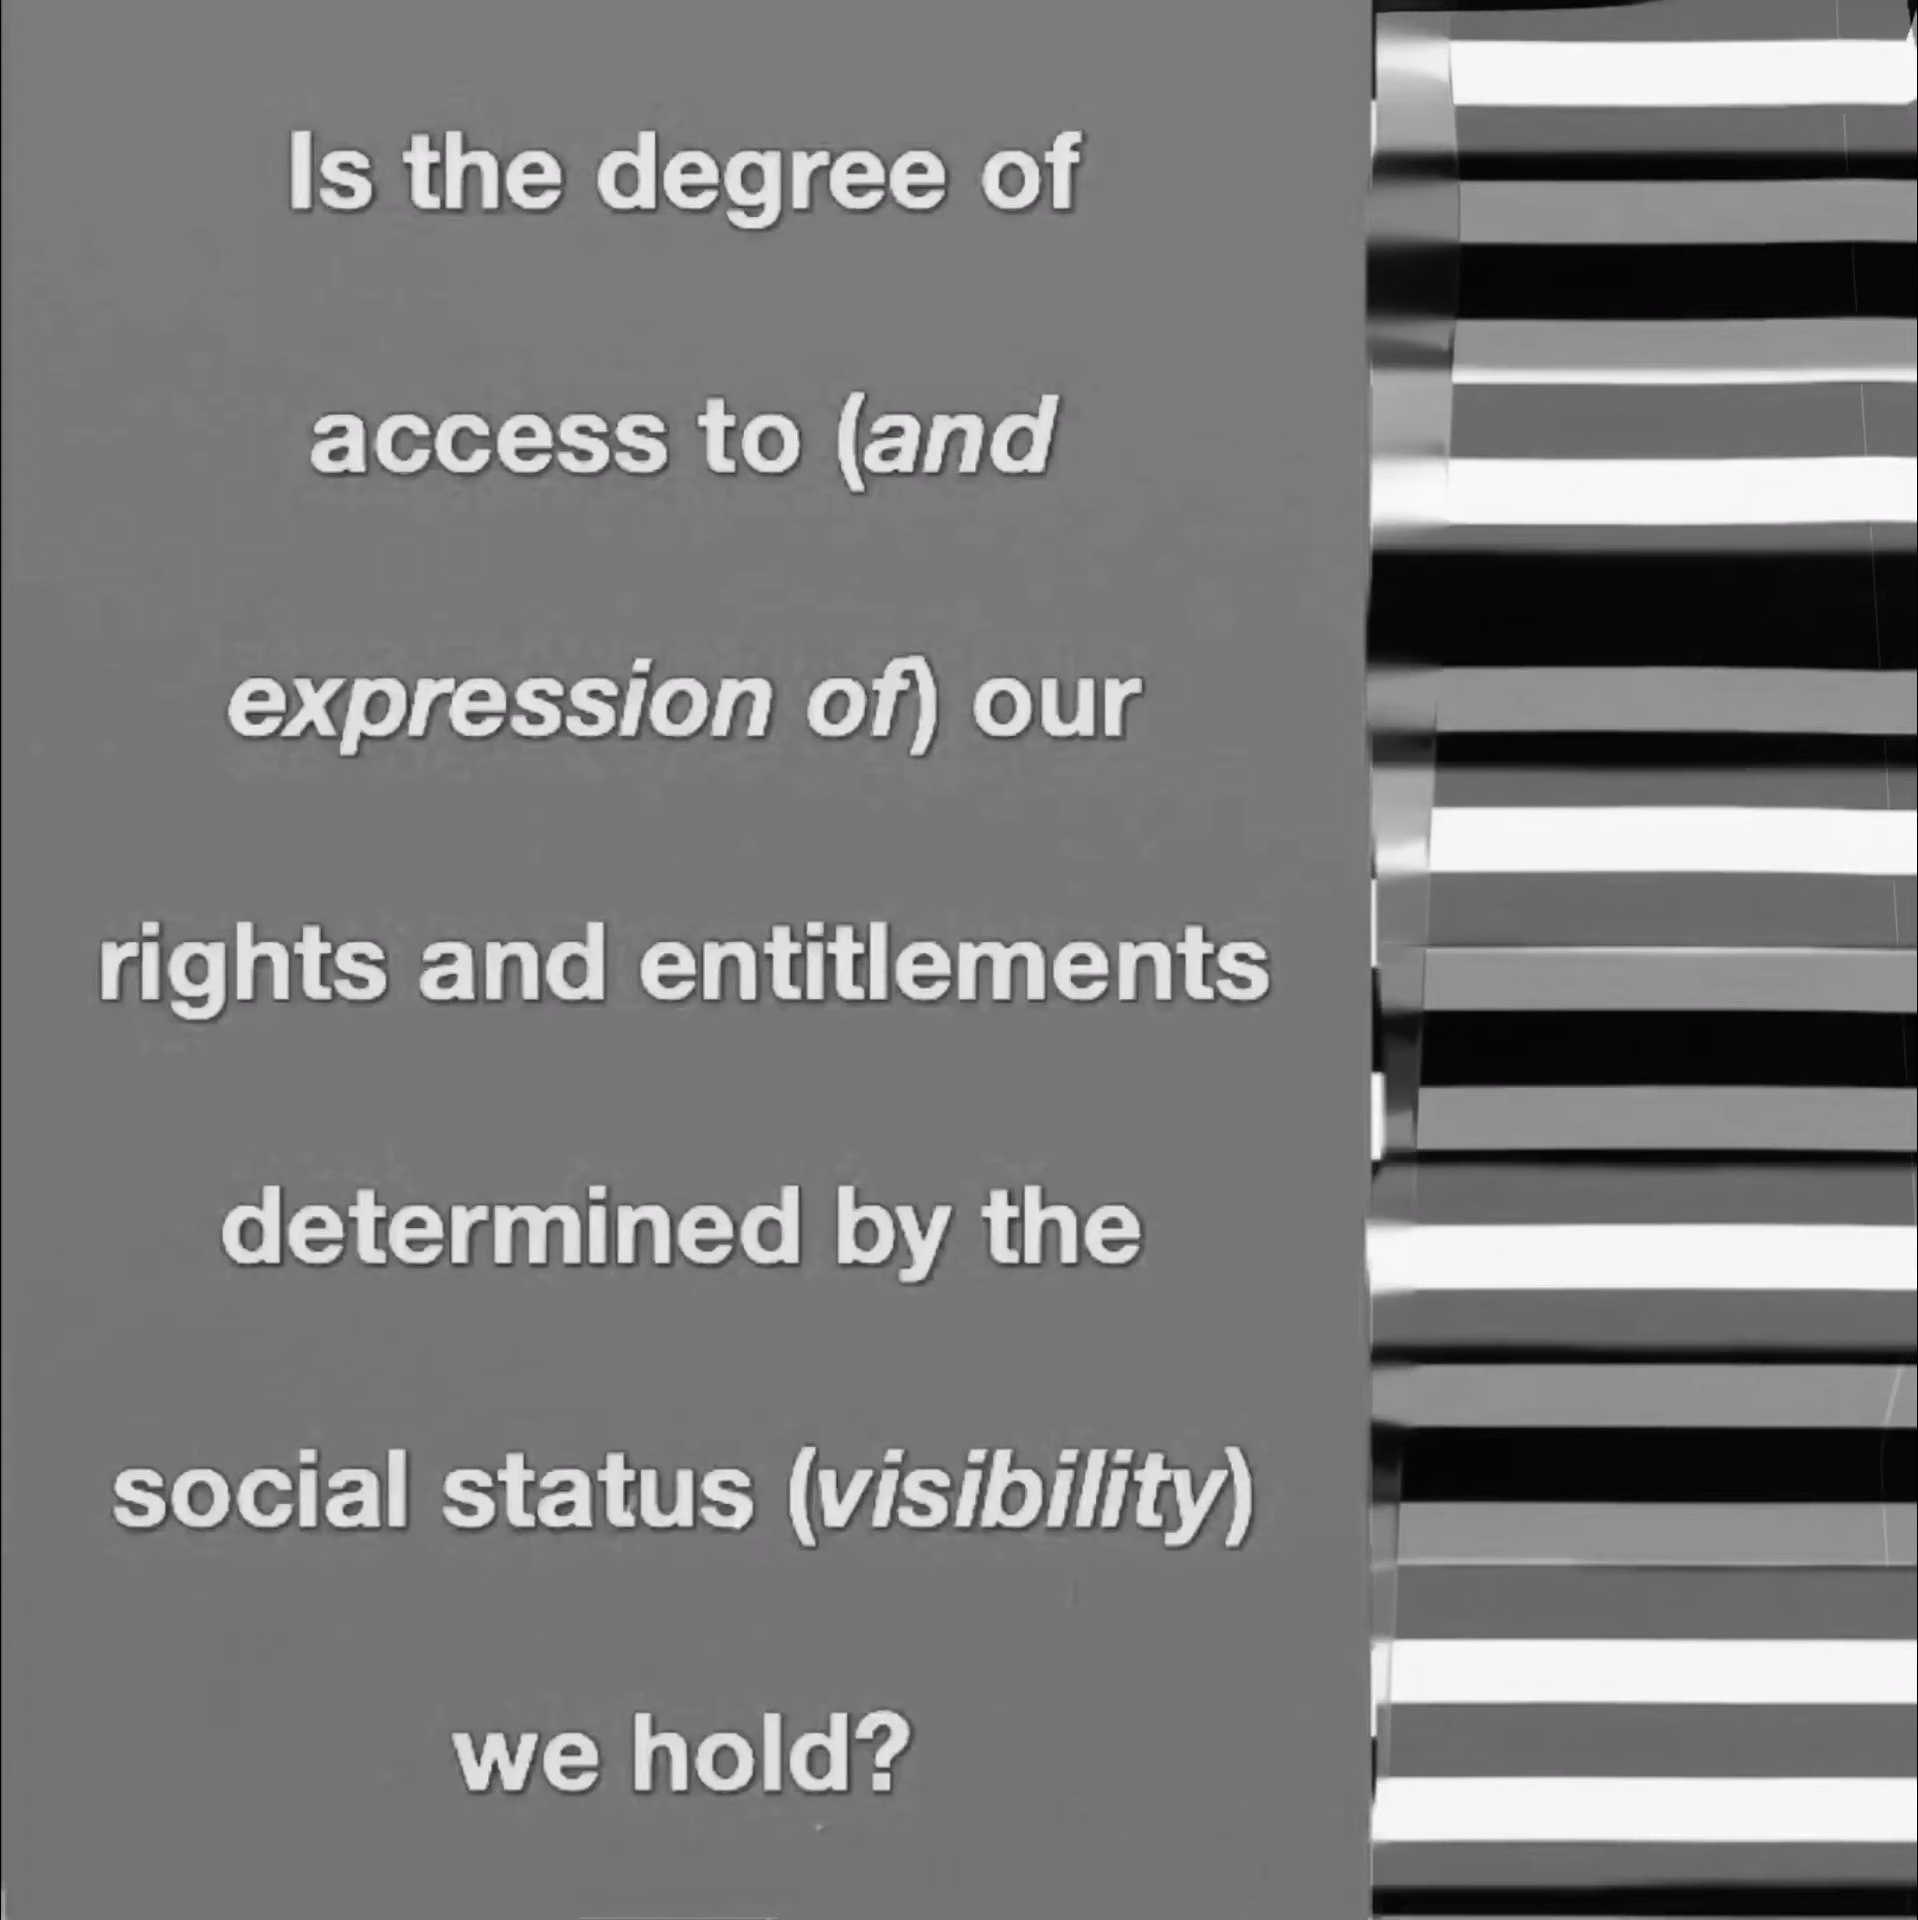 Is the degree of
access to (and
expression of) our
rights and entitlements
determined by the
social status (visibility)
we hold?